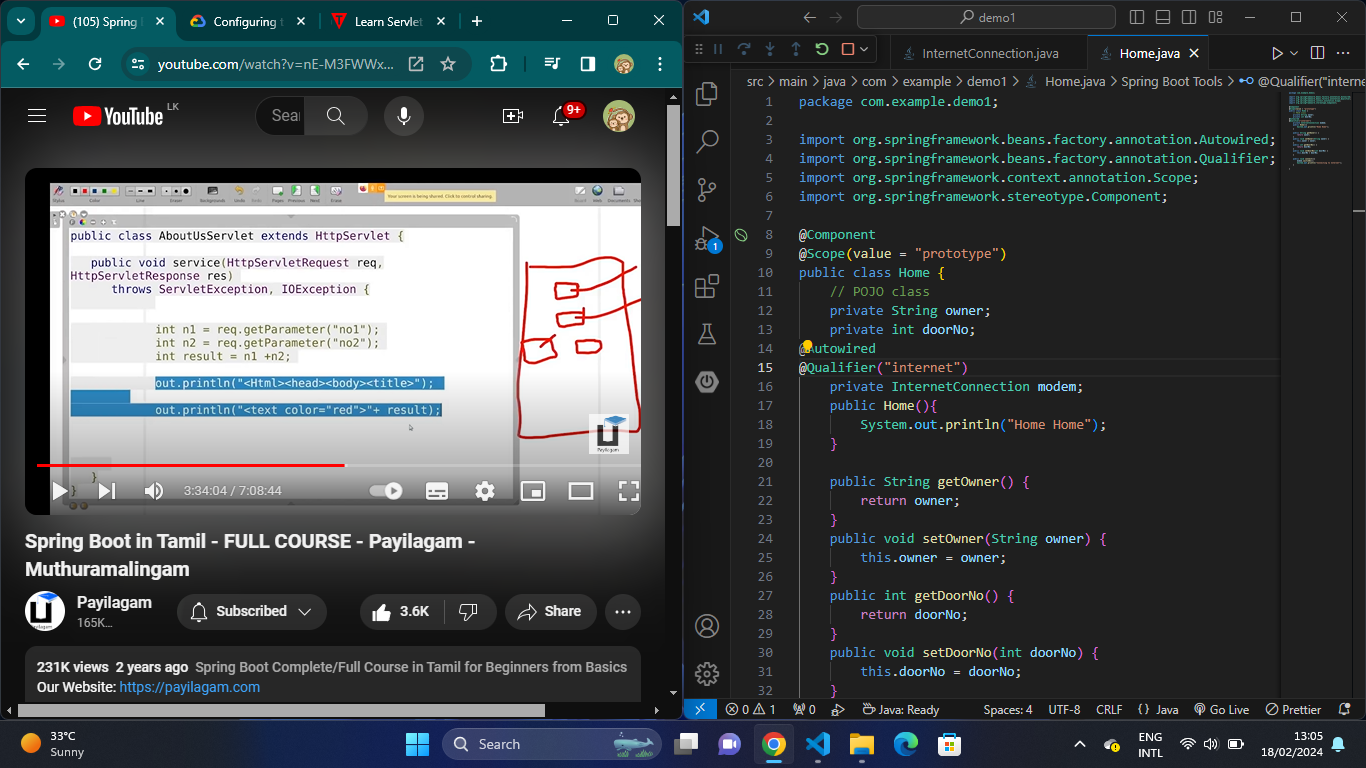 (105) Spring
Configuring t
Learn Servlet
youtube.com/watch?v=nE-M3FWWx...
YouTube LK
Sea
9+
Your screen is being shared. Click to control sharing.
public class AboutUsServlet extends HttpServlet {
public void service(HttpServletRequest req,
HttpServletResponse res)
throws ServletException, IOException {
int n1 = req.getParameter("no1");
int n2 = req.getParameter("no2");
int result = n1 +n2;
out.println("<Html><head><body><title>");
out.println("<text color="red">"+ result);
}
}
Payilagam
3:34:04 / 7:08:44
Spring Boot in Tamil - FULL COURSE - Payilagam -
Muthuramalingam
Payilagam
165K...
Subscribed
3.6K
Share
231K views 2 years ago Spring Boot Complete/Full Course in Tamil for Beginners from Basics
Our Website: https://payilagam.com
demo1
InternetConnection.java
Home.java
src > main > java > com > example > demo1 > Home.java > Spring Boot Tools > @Qualifier("interne
1 package com.example.demo1;
2
3 import org.springframework.beans.factory.annotation.Autowired;
4 import org.springframework.beans.factory.annotation.Qualifier;
5 import org.springframework.context.annotation.Scope;
6 import org.springframework.stereotype.Component;
7
8 @Component
9 @Scope(value = "prototype")
10 public class Home {
11 // POJO class
12 private String owner;
13 private int doorNo;
14 @Autowired
15 @Qualifier("internet")
16 private InternetConnection modem;
17 public Home(){
18 System.out.println("Home Home");
19 }
20
21 public String getOwner() {
22 return owner;
23 }
24 public void setOwner(String owner) {
25 this.owner = owner;
26 }
27 public int getDoorNo() {
28 return doorNo;
29 }
30 public void setDoorNo(int doorNo) {
31 this.doorNo = doorNo;
32 }
1
0 1 0 Java: Ready Spaces: 4 UTF-8 CRLF {} Java Go Live Prettier
33°C
Sunny
Search
ENG
INTL
13:05
18/02/2024